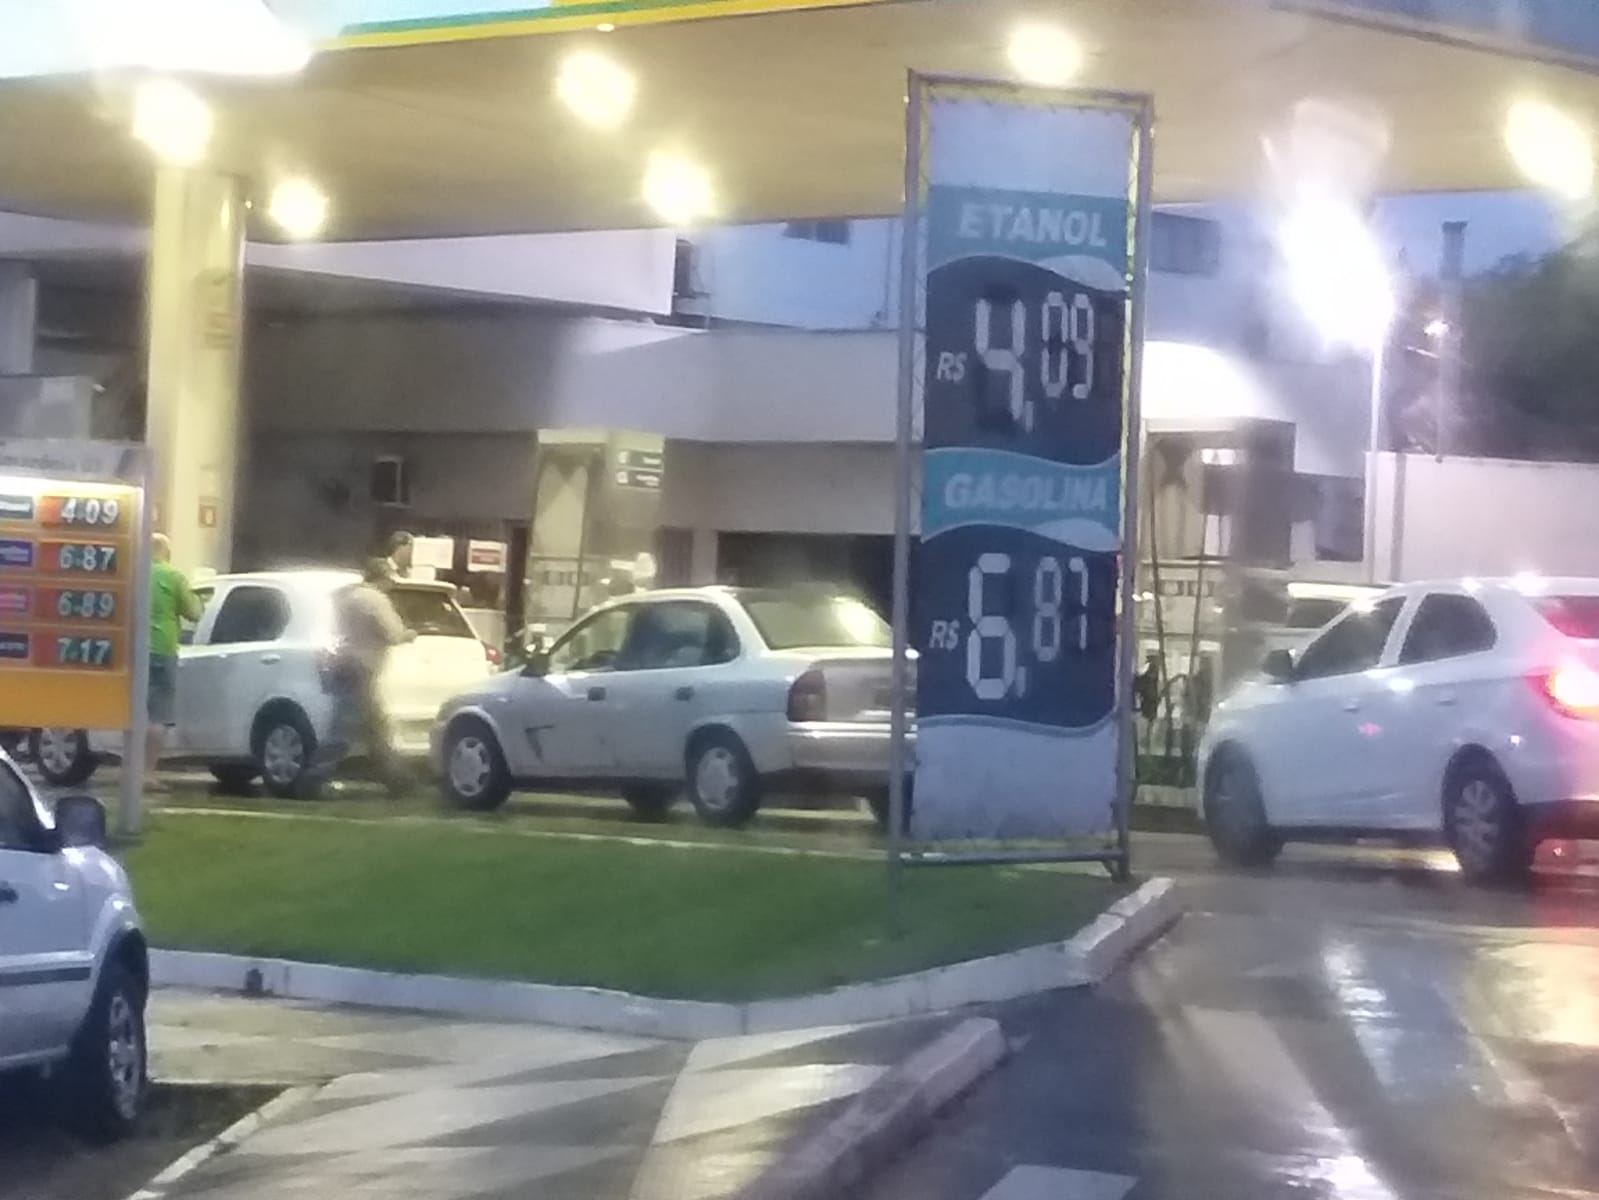 ETANOL
R$ 4,09
GASOLINA
R$ 6,87
4.09
6.87
6.89
7.17